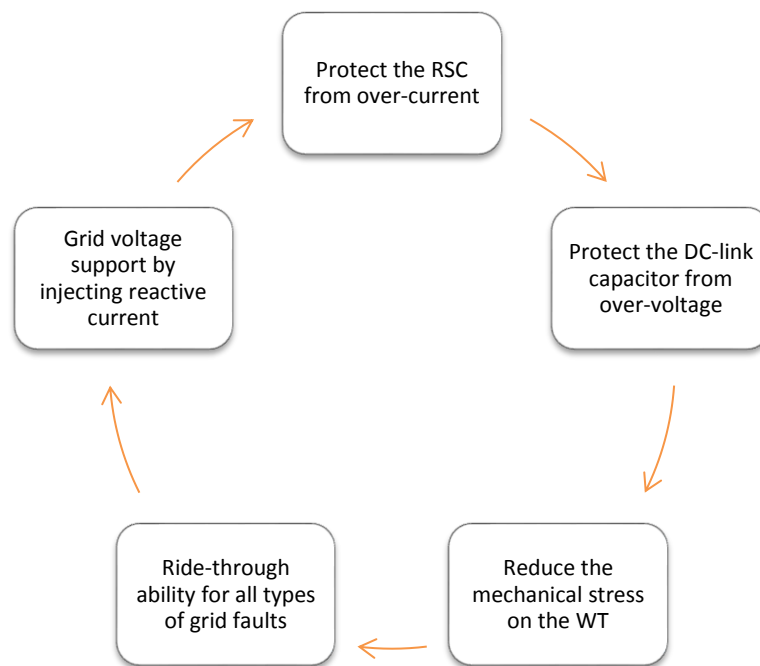 Protect the RSC
from over-current
Protect the DC-link
capacitor from
over-voltage
Reduce the
mechanical stress
on the WT
Ride-through
ability for all types
of grid faults
Grid voltage
support by
injecting reactive
current